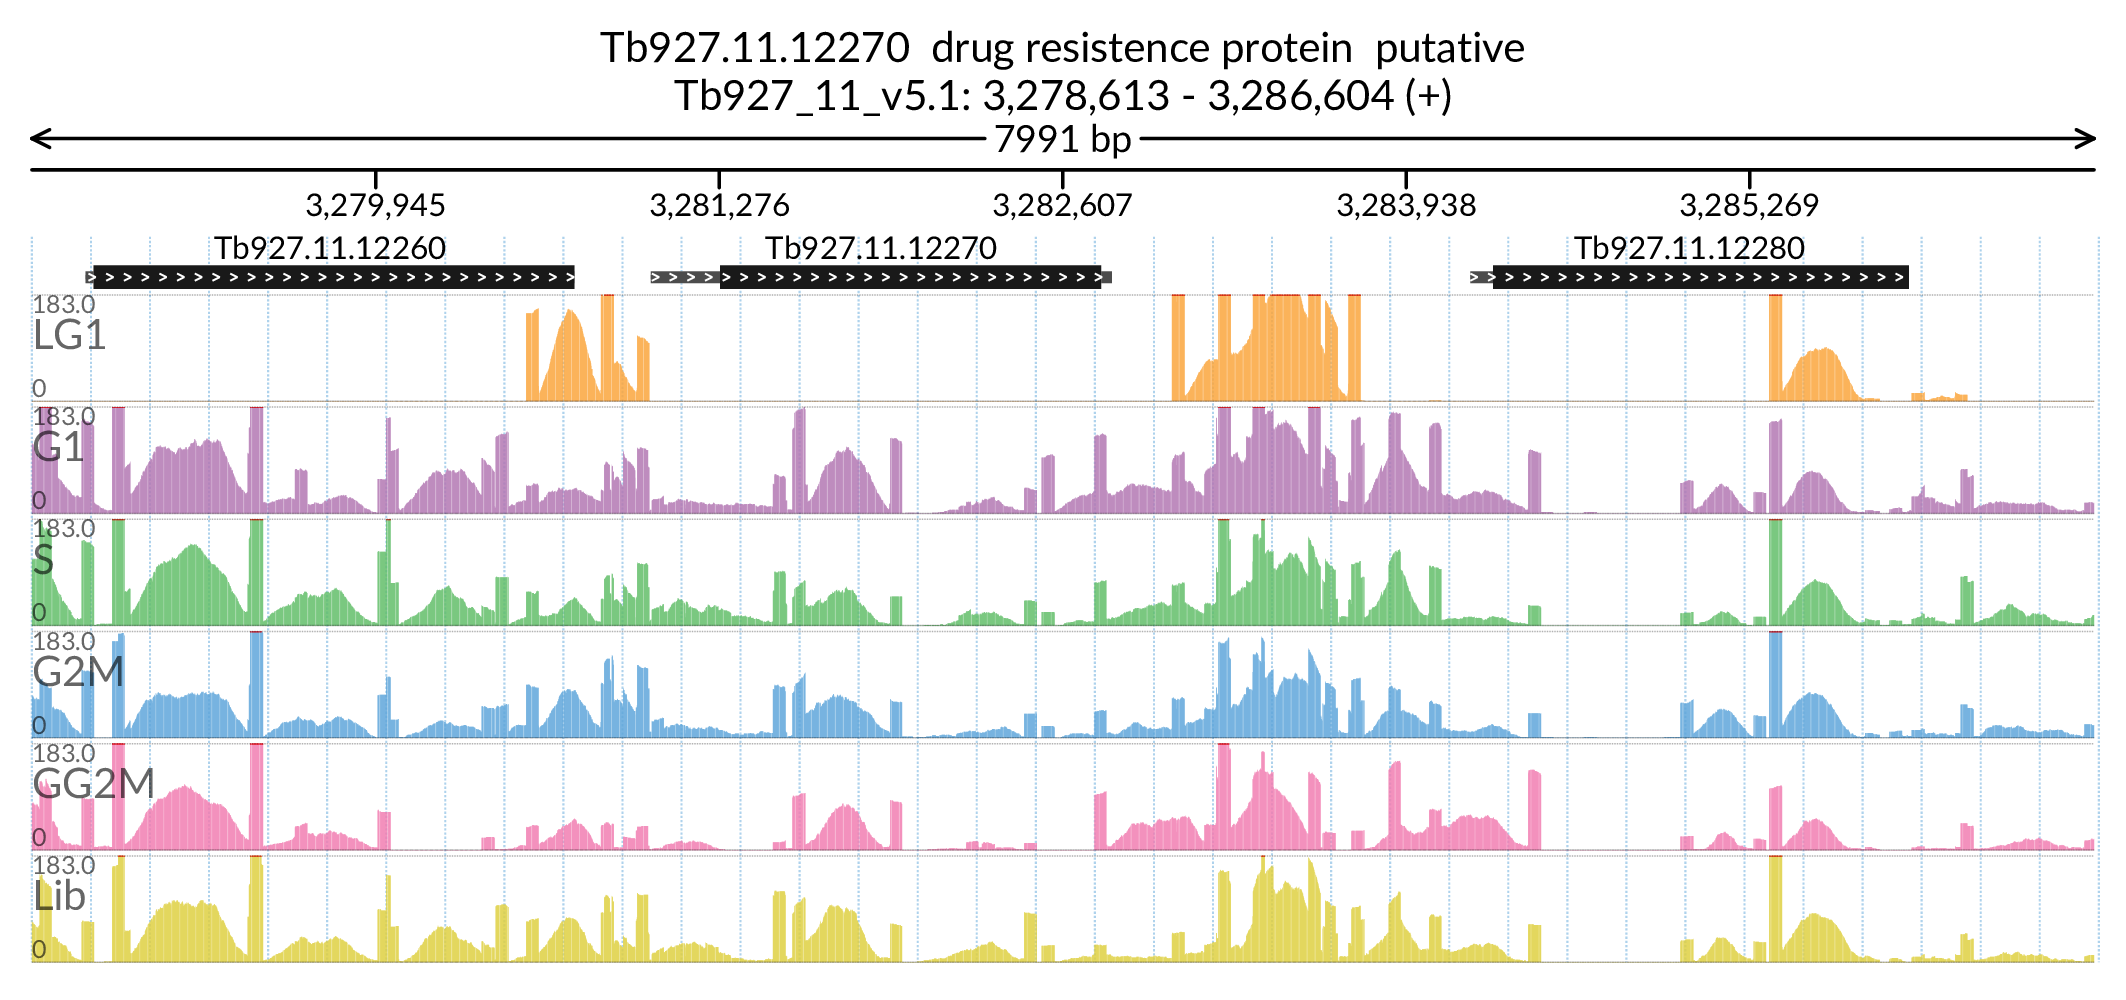 Tb927.11.12270 drug resistence protein putative
Tb927_11_v5.1: 3,278,613 - 3,286,604 (+)
7991 bp
3,279,945 3,281,276 3,282,607 3,283,938 3,285,269
Tb927.11.12260 Tb927.11.12270 Tb927.11.12280
183.0
LG1
0
183.0
G1
0
183.0
S
0
183.0
G2M
0
183.0
GG2M
0
183.0
Lib
0